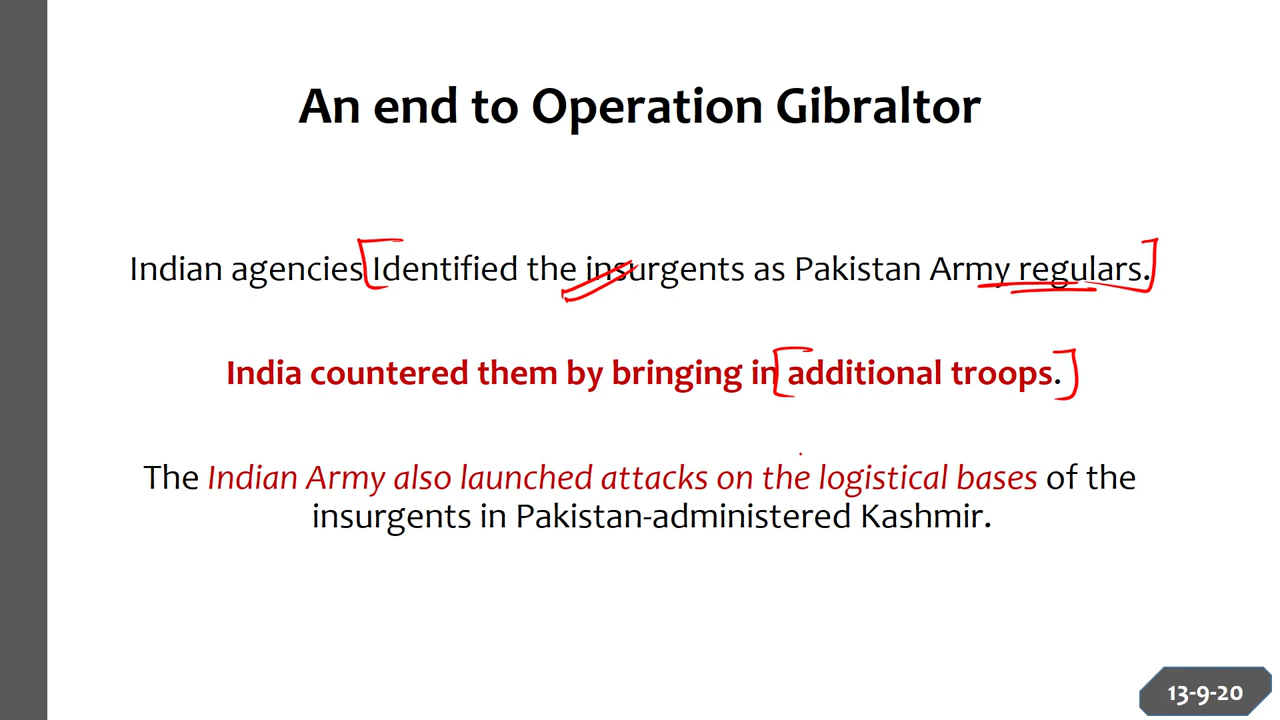 An end to Operation Gibraltor
Indian agencies Identified the insurgents as Pakistan Army regulars.
India countered them by bringing in additional troops.
The Indian Army also launched attacks on the logistical bases of the
insurgents in Pakistan-administered Kashmir.
13-9-20